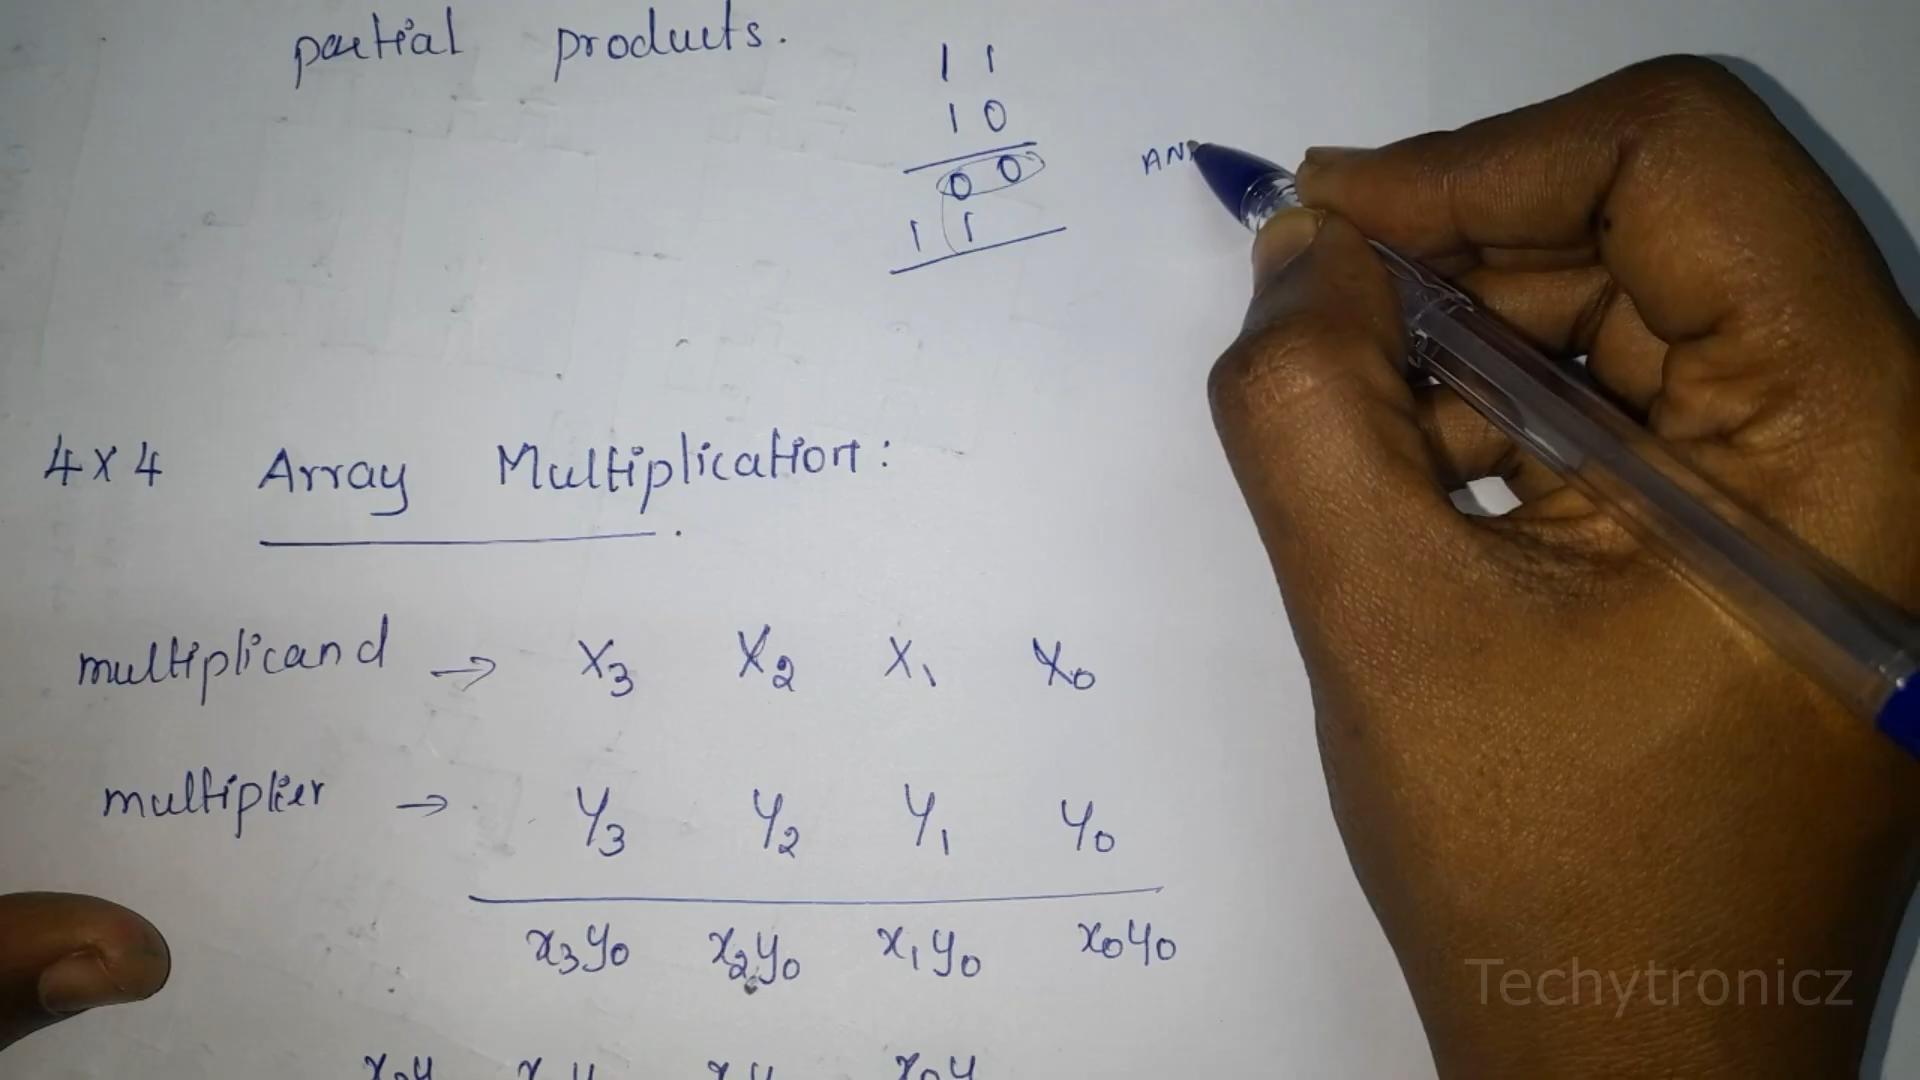 partial products.
1 1
1 0
0 0
1 1
AN
4x4 Array Multiplication:
multiplicand → X3 X2 X1 X0
multiplier → Y3 Y2 Y1 Y0
x3y0 x2y0 x1y0 x0y0
Techytronicz